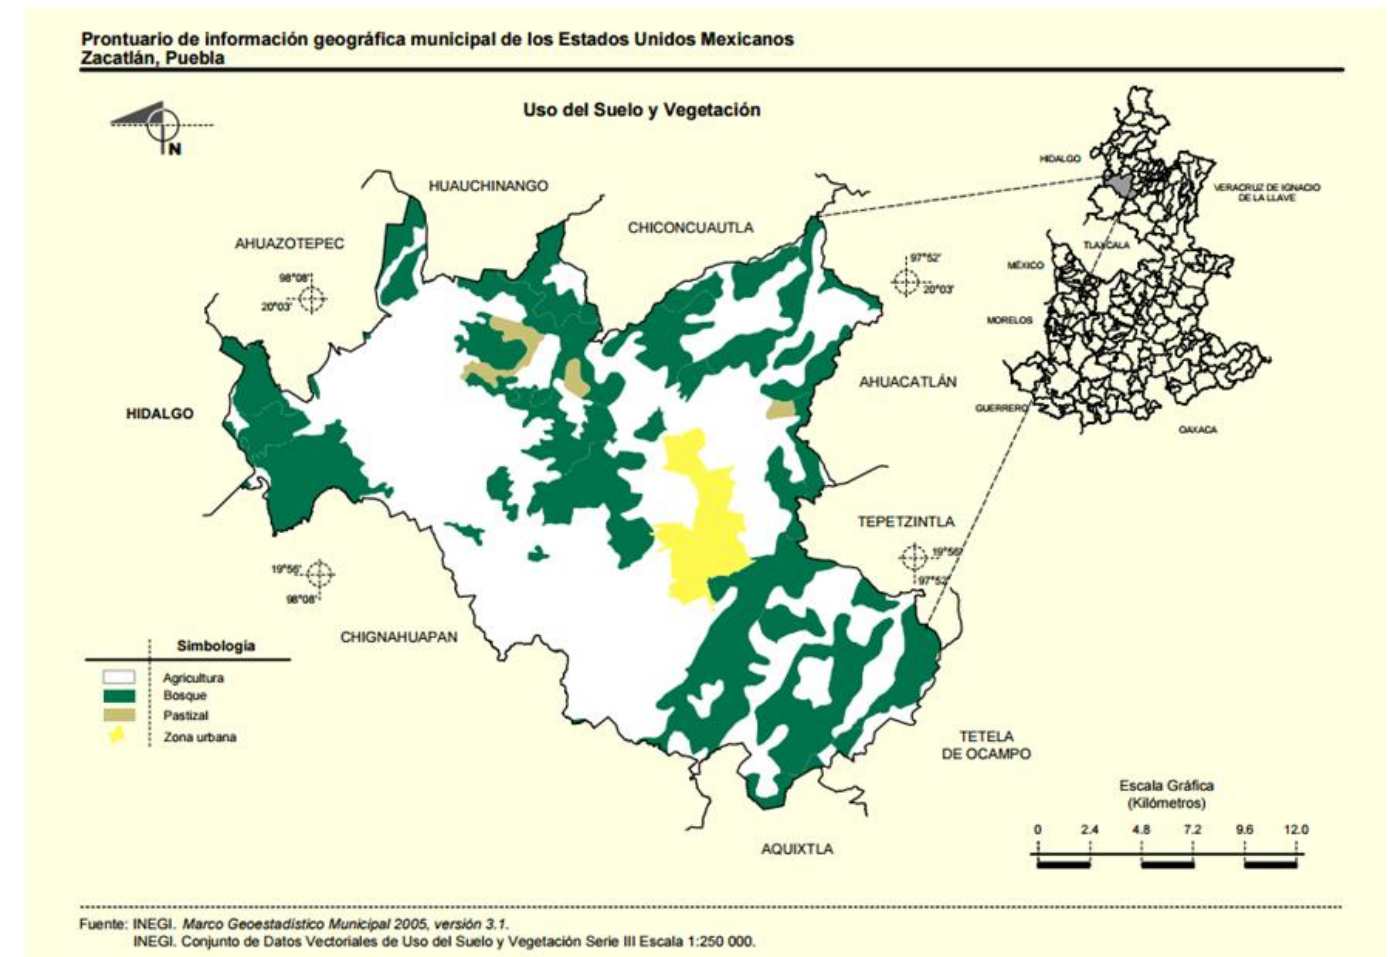 Prontuario de información geográfica municipal de los Estados Unidos Mexicanos
Zacatlán, Puebla
Uso del Suelo y Vegetación
N
HUAUCHINANGO
CHICONCUAUTLA
AHUAZOTEPEC
98°08'
20°03'
97°52'
20°03'
HIDALGO
AHUACATLÁN
TEPETZINTLA
19°56'
97°52'
19°56'
98°08'
CHIGNAHUAPAN
TETELA
DE OCAMPO
AQUIXTLA
HIDALGO
VERACRUZ DE IGNACIO
DE LA LLAVE
TLAXCALA
MÉXICO
MORELOS
GUERRERO
OAXACA
Simbología
Agricultura
Bosque
Pastizal
Zona urbana
Escala Gráfica
(Kilómetros)
0 2.4 4.8 7.2 9.6 12.0
Fuente: INEGI. Marco Geoestadístico Municipal 2005, versión 3.1.
INEGI. Conjunto de Datos Vectoriales de Uso del Suelo y Vegetación Serie III Escala 1:250 000.